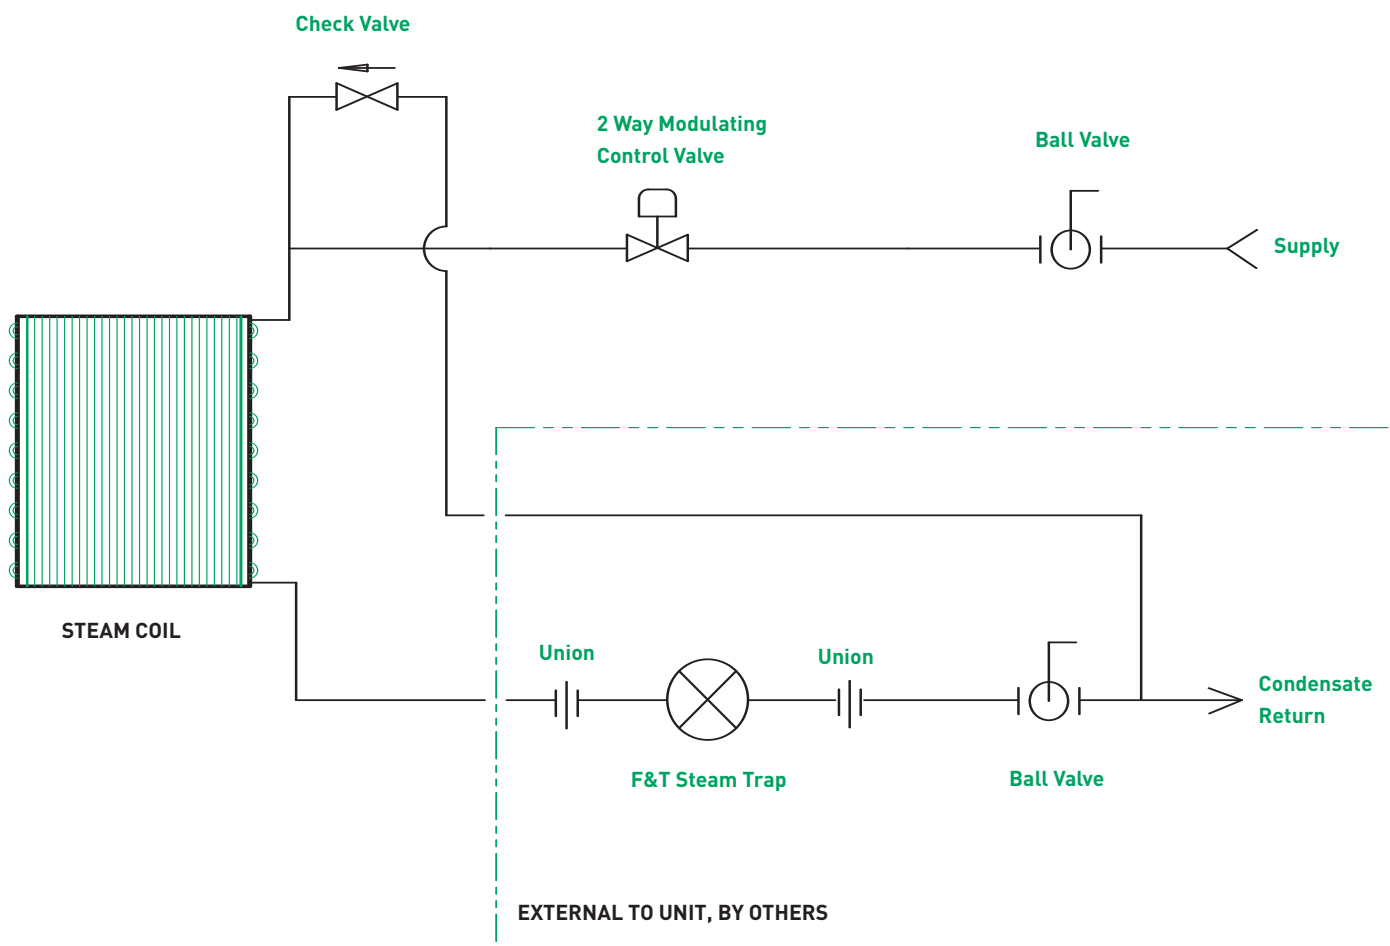 Check Valve
2 Way Modulating
Control Valve
Ball Valve
Supply
STEAM COIL
Union
Union
Condensate
Return
F&T Steam Trap
Ball Valve
EXTERNAL TO UNIT, BY OTHERS